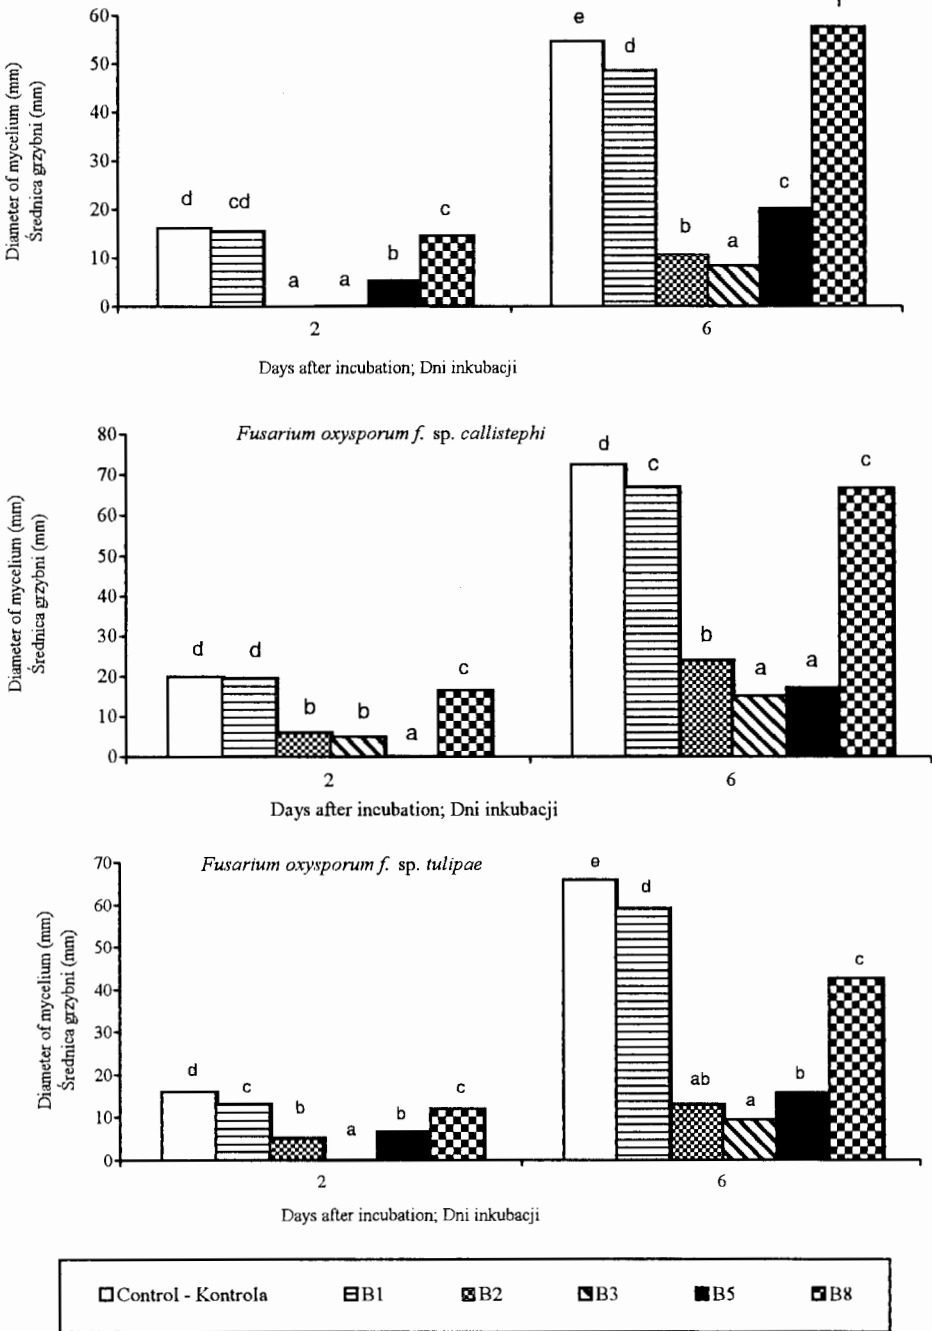 60
50
40
30
20
10
0
Diameter of mycelium (mm)
Średnica grzybni (mm)
d cd a a b c
e d b a c
2 6
Days after incubation; Dni inkubacji
Fusarium oxysporum f. sp. callistephi
80
70
60
50
40
30
20
10
0
Diameter of mycelium (mm)
Średnica grzybni (mm)
d d b b a c
d c b a a c
2 6
Days after incubation; Dni inkubacji
Fusarium oxysporum f. sp. tulipae
70
60
50
40
30
20
10
0
Diameter of mycelium (mm)
Średnica grzybni (mm)
d c b a b c
e d ab a b c
2 6
Days after incubation; Dni inkubacji
Control - Kontrola B1 B2 B3 B5 B8